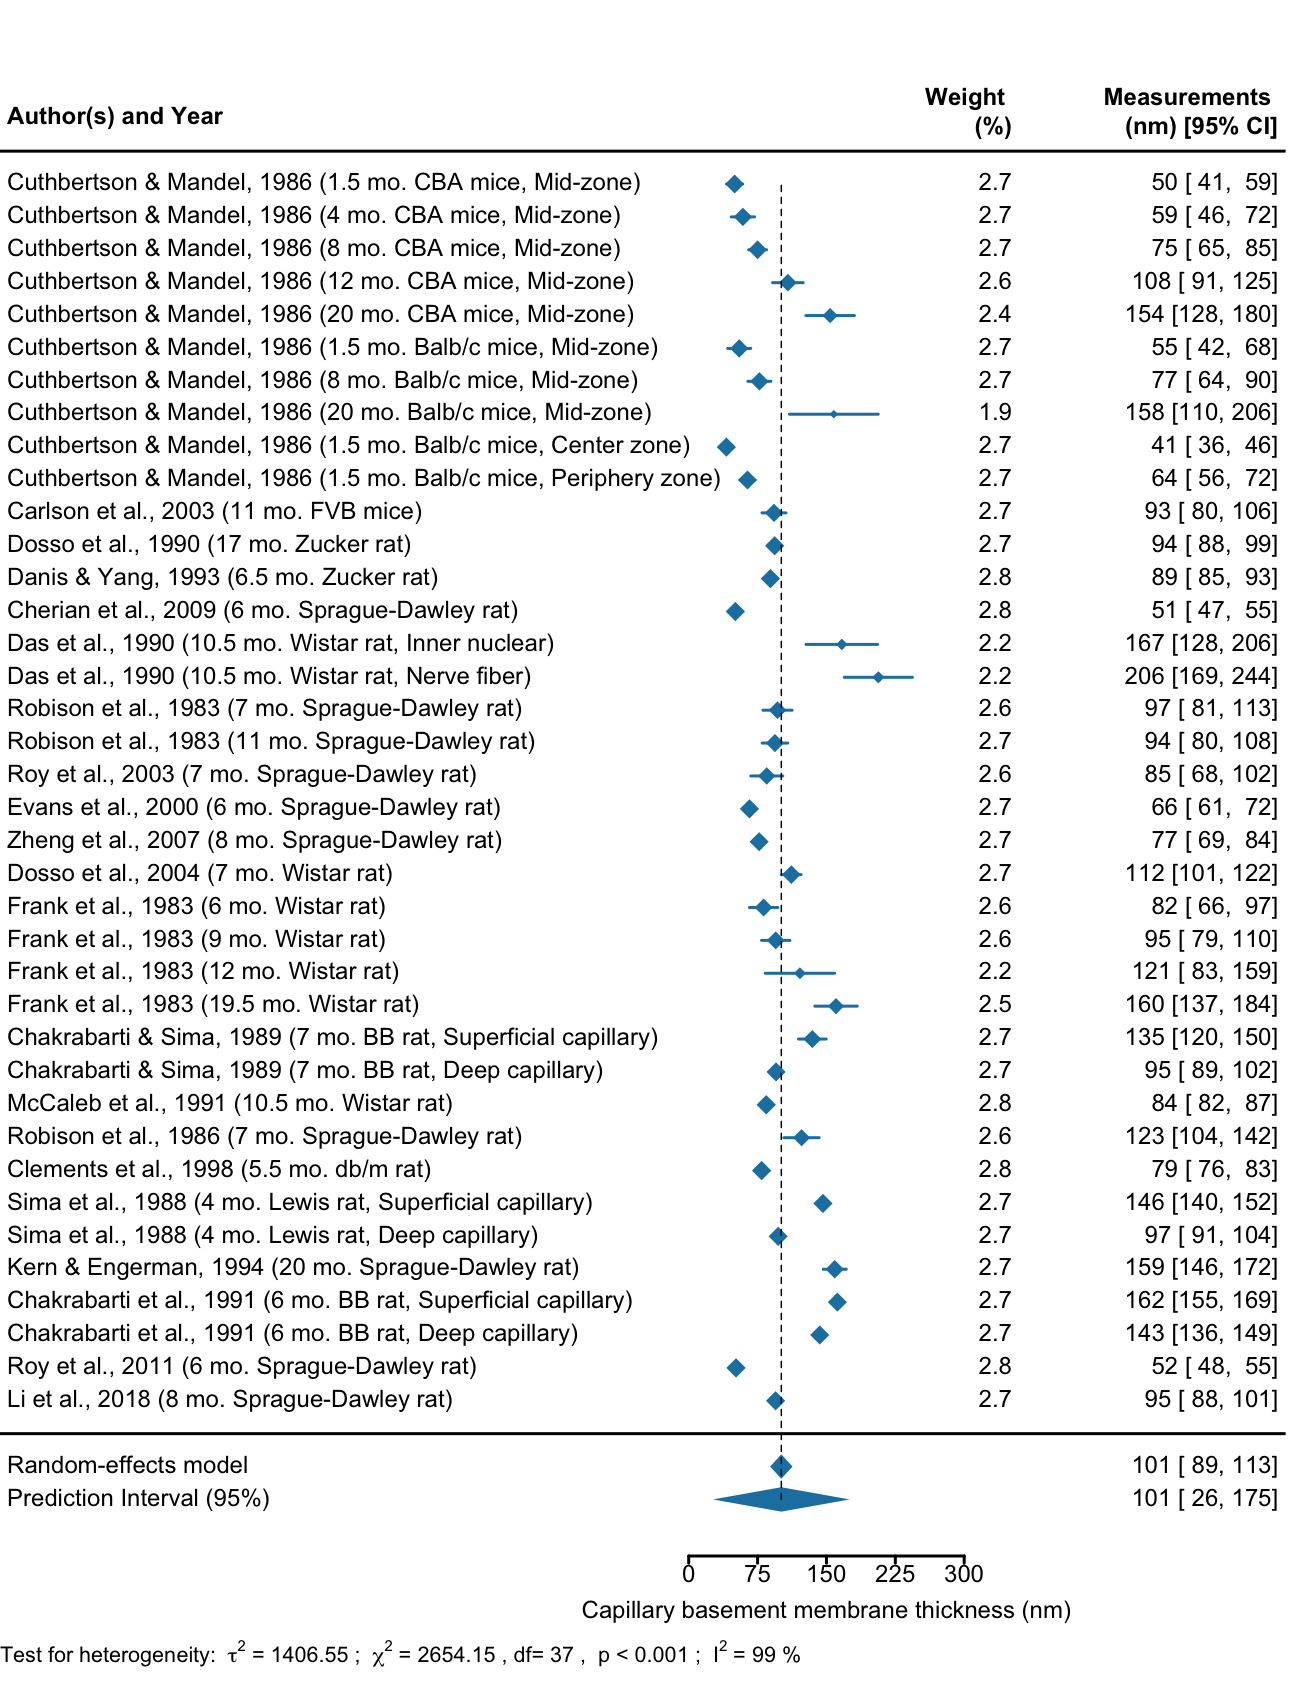 Author(s) and Year Weight (%) Measurements (nm) [95% CI]
Cuthbertson & Mandel, 1986 (1.5 mo. CBA mice, Mid-zone) 2.7 50 [ 41, 59]
Cuthbertson & Mandel, 1986 (4 mo. CBA mice, Mid-zone) 2.7 59 [ 46, 72]
Cuthbertson & Mandel, 1986 (8 mo. CBA mice, Mid-zone) 2.7 75 [ 65, 85]
Cuthbertson & Mandel, 1986 (12 mo. CBA mice, Mid-zone) 2.6 108 [ 91, 125]
Cuthbertson & Mandel, 1986 (20 mo. CBA mice, Mid-zone) 2.4 154 [128, 180]
Cuthbertson & Mandel, 1986 (1.5 mo. Balb/c mice, Mid-zone) 2.7 55 [ 42, 68]
Cuthbertson & Mandel, 1986 (8 mo. Balb/c mice, Mid-zone) 2.7 77 [ 64, 90]
Cuthbertson & Mandel, 1986 (20 mo. Balb/c mice, Mid-zone) 1.9 158 [110, 206]
Cuthbertson & Mandel, 1986 (1.5 mo. Balb/c mice, Center zone) 2.7 41 [ 36, 46]
Cuthbertson & Mandel, 1986 (1.5 mo. Balb/c mice, Periphery zone) 2.7 64 [ 56, 72]
Carlson et al., 2003 (11 mo. FVB mice) 2.7 93 [ 80, 106]
Dosso et al., 1990 (17 mo. Zucker rat) 2.7 94 [ 88, 99]
Danis & Yang, 1993 (6.5 mo. Zucker rat) 2.8 89 [ 85, 93]
Cherian et al., 2009 (6 mo. Sprague-Dawley rat) 2.8 51 [ 47, 55]
Das et al., 1990 (10.5 mo. Wistar rat, Inner nuclear) 2.2 167 [128, 206]
Das et al., 1990 (10.5 mo. Wistar rat, Nerve fiber) 2.2 206 [169, 244]
Robison et al., 1983 (7 mo. Sprague-Dawley rat) 2.6 97 [ 81, 113]
Robison et al., 1983 (11 mo. Sprague-Dawley rat) 2.7 94 [ 80, 108]
Roy et al., 2003 (7 mo. Sprague-Dawley rat) 2.6 85 [ 68, 102]
Evans et al., 2000 (6 mo. Sprague-Dawley rat) 2.7 66 [ 61, 72]
Zheng et al., 2007 (8 mo. Sprague-Dawley rat) 2.7 77 [ 69, 84]
Dosso et al., 2004 (7 mo. Wistar rat) 2.7 112 [101, 122]
Frank et al., 1983 (6 mo. Wistar rat) 2.6 82 [ 66, 97]
Frank et al., 1983 (9 mo. Wistar rat) 2.6 95 [ 79, 110]
Frank et al., 1983 (12 mo. Wistar rat) 2.2 121 [ 83, 159]
Frank et al., 1983 (19.5 mo. Wistar rat) 2.5 160 [137, 184]
Chakrabarti & Sima, 1989 (7 mo. BB rat, Superficial capillary) 2.7 135 [120, 150]
Chakrabarti & Sima, 1989 (7 mo. BB rat, Deep capillary) 2.7 95 [ 89, 102]
McCaleb et al., 1991 (10.5 mo. Wistar rat) 2.8 84 [ 82, 87]
Robison et al., 1986 (7 mo. Sprague-Dawley rat) 2.6 123 [104, 142]
Clements et al., 1998 (5.5 mo. db/m rat) 2.8 79 [ 76, 83]
Sima et al., 1988 (4 mo. Lewis rat, Superficial capillary) 2.7 146 [140, 152]
Sima et al., 1988 (4 mo. Lewis rat, Deep capillary) 2.7 97 [ 91, 104]
Kern & Engerman, 1994 (20 mo. Sprague-Dawley rat) 2.7 159 [146, 172]
Chakrabarti et al., 1991 (6 mo. BB rat, Superficial capillary) 2.7 162 [155, 169]
Chakrabarti et al., 1991 (6 mo. BB rat, Deep capillary) 2.7 143 [136, 149]
Roy et al., 2011 (6 mo. Sprague-Dawley rat) 2.8 52 [ 48, 55]
Li et al., 2018 (8 mo. Sprague-Dawley rat) 2.7 95 [ 88, 101]
Random-effects model 101 [ 89, 113]
Prediction Interval (95%) 101 [ 26, 175]
0 75 150 225 300
Capillary basement membrane thickness (nm)
Test for heterogeneity: τ² = 1406.55 ; χ² = 2654.15 , df= 37 , p < 0.001 ; I² = 99 %